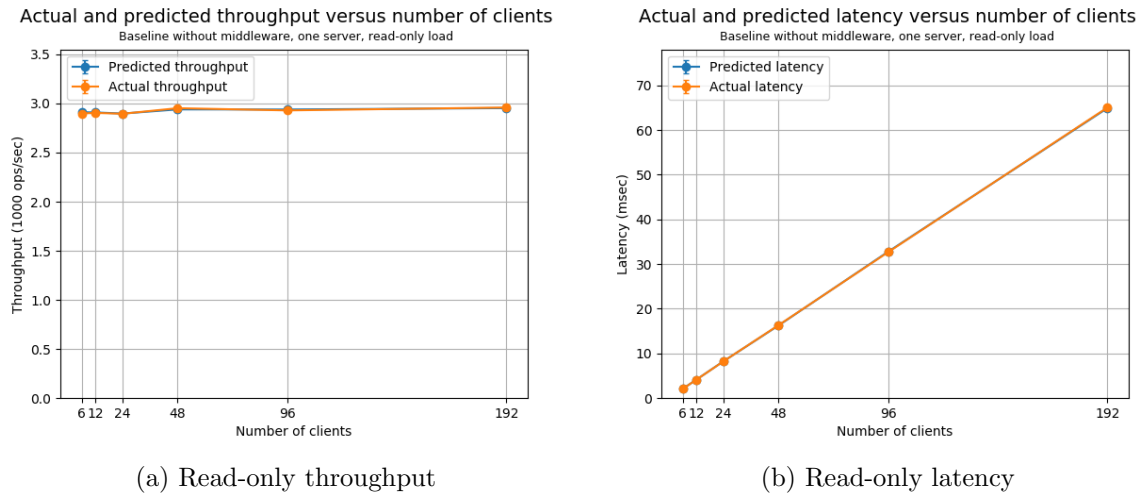 Actual and predicted throughput versus number of clients
Baseline without middleware, one server, read-only load
3.5
3.0
2.5
2.0
1.5
1.0
0.5
0.0
Throughput (1000 ops/sec)
Predicted throughput
Actual throughput
6 12 24 48 96 192
Number of clients
(a) Read-only throughput
Actual and predicted latency versus number of clients
Baseline without middleware, one server, read-only load
70
60
50
40
30
20
10
0
Latency (msec)
Predicted latency
Actual latency
6 12 24 48 96 192
Number of clients
(b) Read-only latency